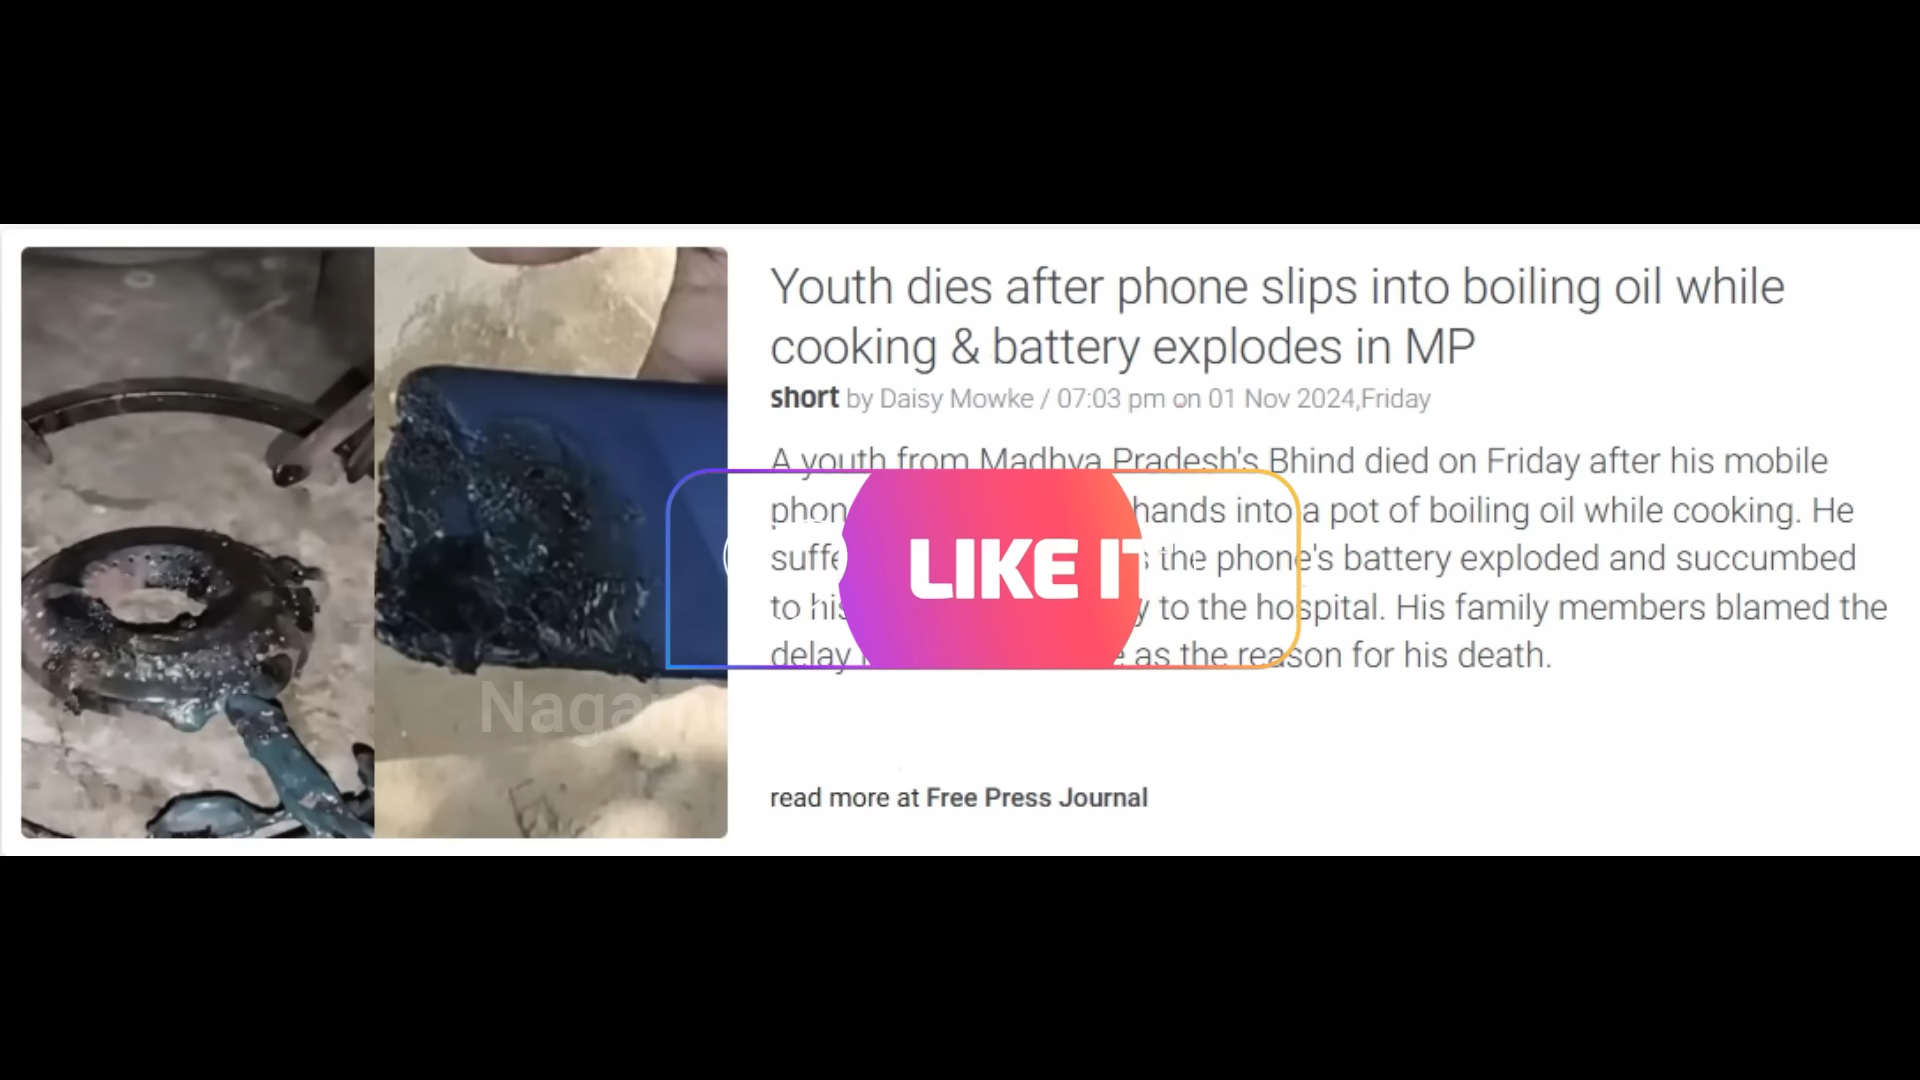 Youth dies after phone slips into boiling oil while
cooking & battery explodes in MP
short by Daisy Mowke / 07:03 pm on 01 Nov 2024,Friday
A youth from Madhya Pradesh's Bhind died on Friday after his mobile
hands into a pot of boiling oil while cooking. He
the phone's battery exploded and succumbed
to his to the hospital. His family members blamed the
delay as the reason for his death.
LIKE IT
read more at Free Press Journal